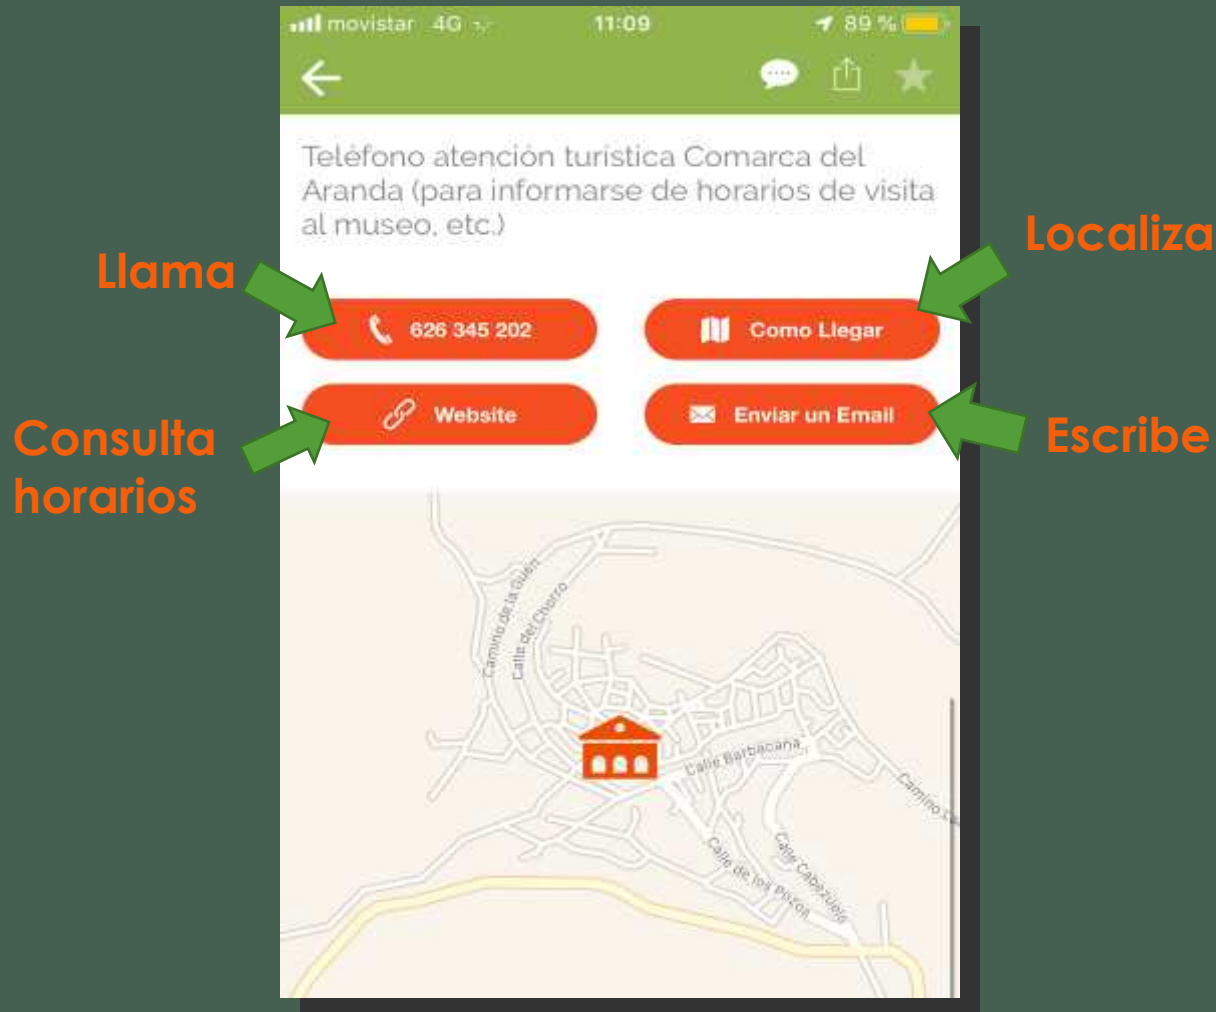 movistar 4G 11:09 89 %
Teléfono atención turística Comarca del
Aranda (para informarse de horarios de visita
al museo, etc.)
Localiza
Llama
626 345 202
Como Llegar
Website
Enviar un Email
Consulta
horarios
Escribe
Camino de la Guén
Calle del Chorro
Calle Barbacana
Camino
Calle de los Pozos
Calle Cabezuelo